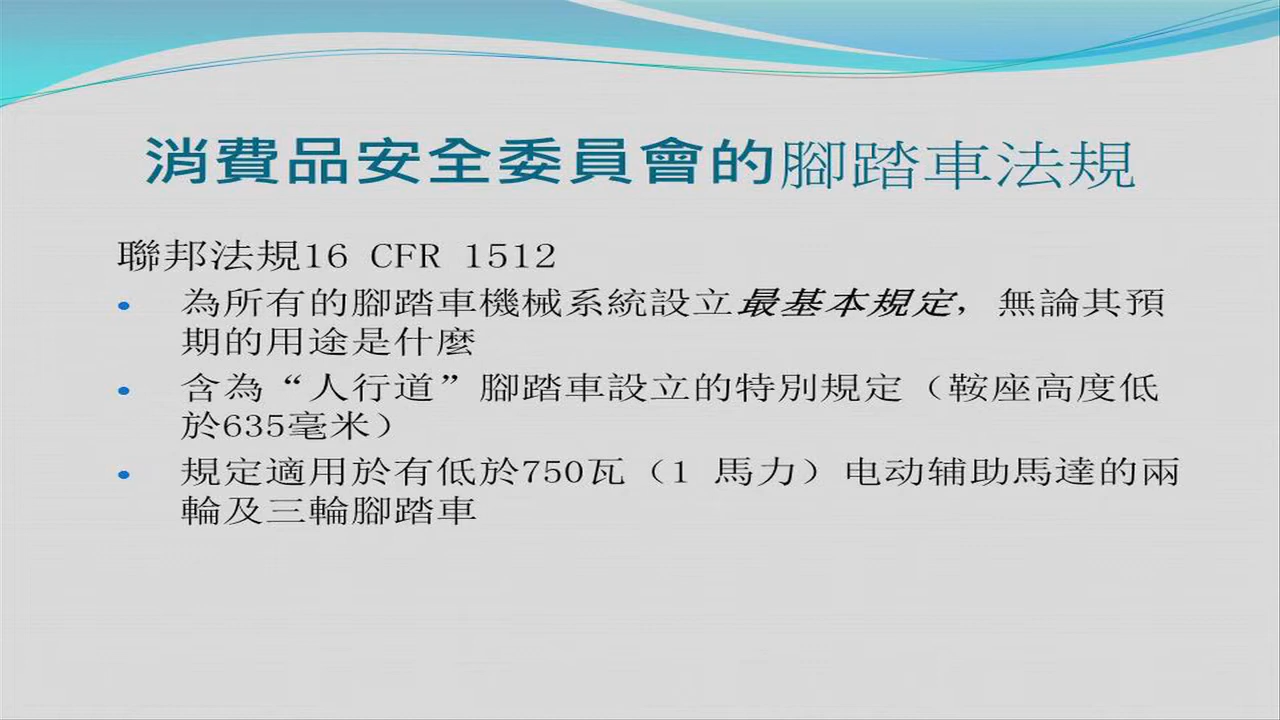 消費品安全委員會的腳踏車法規
聯邦法規16 CFR 1512
• 為所有的腳踏車機械系統設立最基本規定，無論其預
期的用途是什麼
• 含為“人行道”腳踏車設立的特別規定（鞍座高度低
於635毫米）
• 規定適用於有低於750瓦（1 馬力）电动辅助馬達的兩
輪及三輪腳踏車